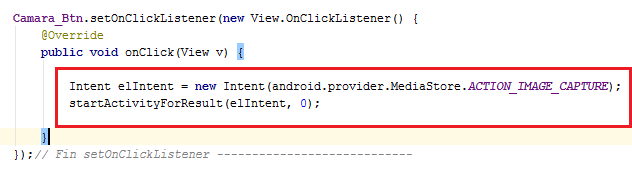 Camara_Btn.setOnClickListener(new View.OnClickListener() {
@Override
public void onClick(View v) {
Intent elIntent = new Intent(android.provider.MediaStore.ACTION_IMAGE_CAPTURE);
startActivityForResult(elIntent, 0);
}
});// Fin setOnClickListener ----------------------------